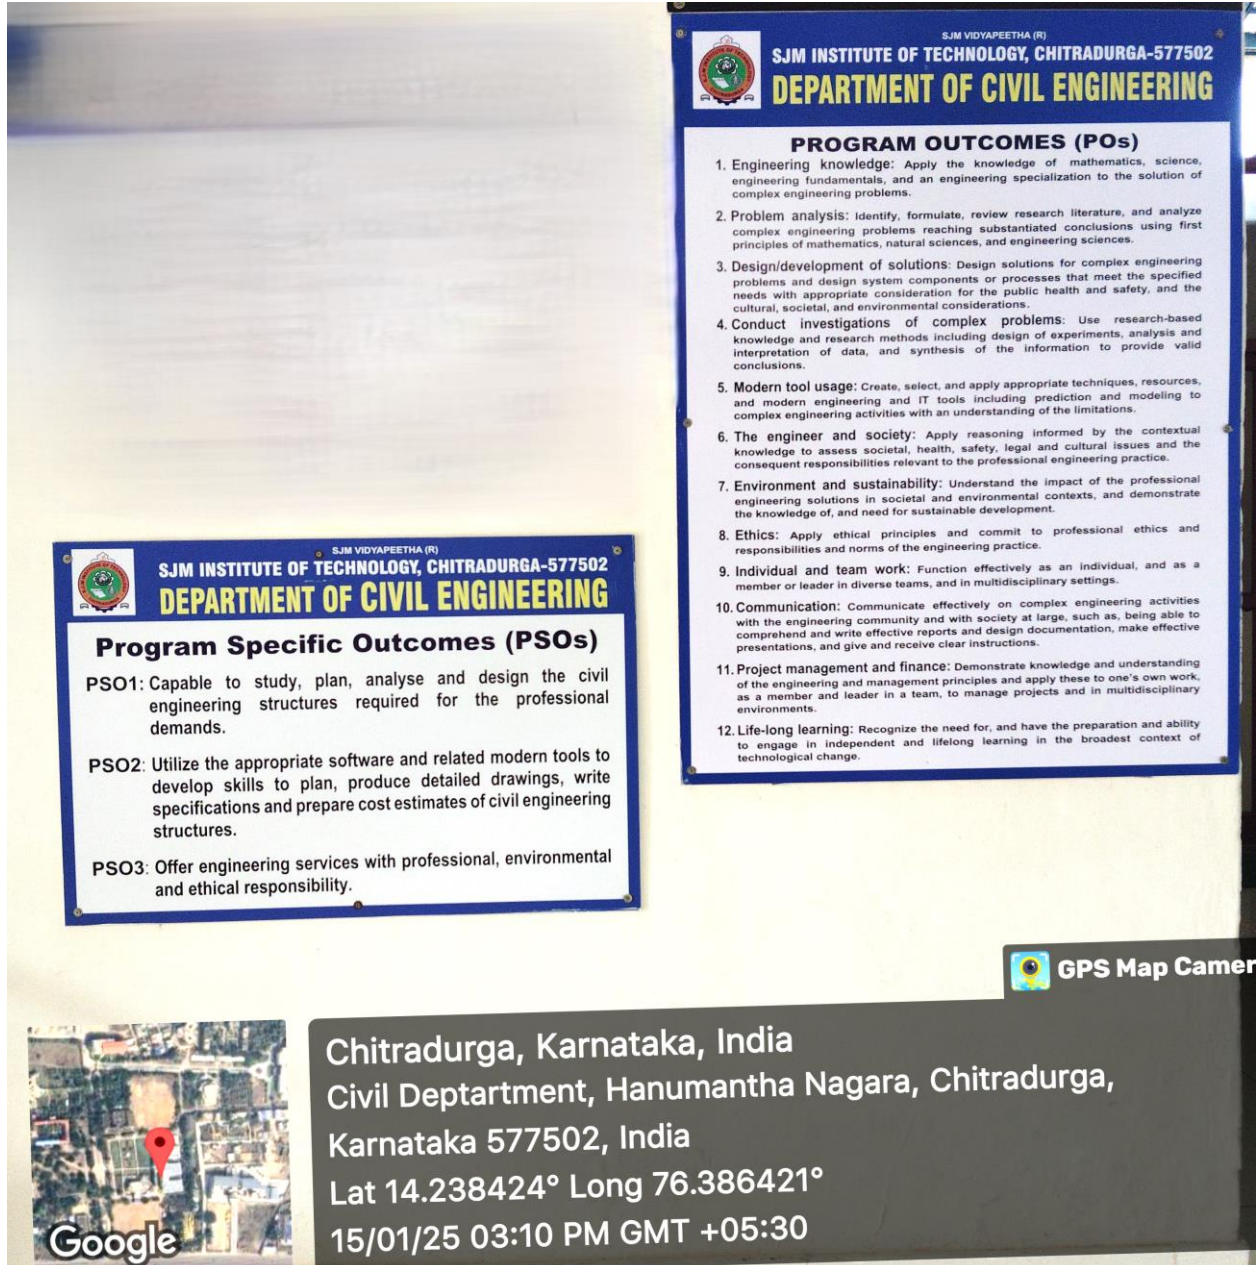 SJM VIDYAPEETHA (R)
SJM INSTITUTE OF TECHNOLOGY, CHITRADURGA-577502
DEPARTMENT OF CIVIL ENGINEERING
PROGRAM OUTCOMES (POs)
1. Engineering knowledge: Apply the knowledge of mathematics, science,
engineering fundamentals, and an engineering specialization to the solution of
complex engineering problems.
2. Problem analysis: Identify, formulate, review research literature, and analyze
complex engineering problems reaching substantiated conclusions using first
principles of mathematics, natural sciences, and engineering sciences.
3. Design/development of solutions: Design solutions for complex engineering
problems and design system components or processes that meet the specified
needs with appropriate consideration for the public health and safety, and the
cultural, societal, and environmental considerations.
4. Conduct investigations of complex problems: Use research-based
knowledge and research methods including design of experiments, analysis and
interpretation of data, and synthesis of the information to provide valid
conclusions.
5. Modern tool usage: Create, select, and apply appropriate techniques, resources,
and modern engineering and IT tools including prediction and modeling to
complex engineering activities with an understanding of the limitations.
6. The engineer and society: Apply reasoning informed by the contextual
knowledge to assess societal, health, safety, legal and cultural issues and the
consequent responsibilities relevant to the professional engineering practice.
7. Environment and sustainability: Understand the impact of the professional
engineering solutions in societal and environmental contexts, and demonstrate
the knowledge of, and need for sustainable development.
8. Ethics: Apply ethical principles and commit to professional ethics and
responsibilities and norms of the engineering practice.
9. Individual and team work: Function effectively as an individual, and as a
member or leader in diverse teams, and in multidisciplinary settings.
10. Communication: Communicate effectively on complex engineering activities
with the engineering community and with society at large, such as, being able to
comprehend and write effective reports and design documentation, make effective
presentations, and give and receive clear instructions.
11. Project management and finance: Demonstrate knowledge and understanding
of the engineering and management principles and apply these to one's own work,
as a member and leader in a team, to manage projects and in multidisciplinary
environments.
12. Life-long learning: Recognize the need for, and have the preparation and ability
to engage in independent and lifelong learning in the broadest context of
technological change.
SJM VIDYAPEETHA (R)
SJM INSTITUTE OF TECHNOLOGY, CHITRADURGA-577502
DEPARTMENT OF CIVIL ENGINEERING
Program Specific Outcomes (PSOs)
PSO1: Capable to study, plan, analyse and design the civil
engineering structures required for the professional
demands.
PSO2: Utilize the appropriate software and related modern tools to
develop skills to plan, produce detailed drawings, write
specifications and prepare cost estimates of civil engineering
structures.
PSO3: Offer engineering services with professional, environmental
and ethical responsibility.
GPS Map Camer
Chitradurga, Karnataka, India
Civil Deptartment, Hanumantha Nagara, Chitradurga,
Karnataka 577502, India
Lat 14.238424° Long 76.386421°
15/01/25 03:10 PM GMT +05:30
Google